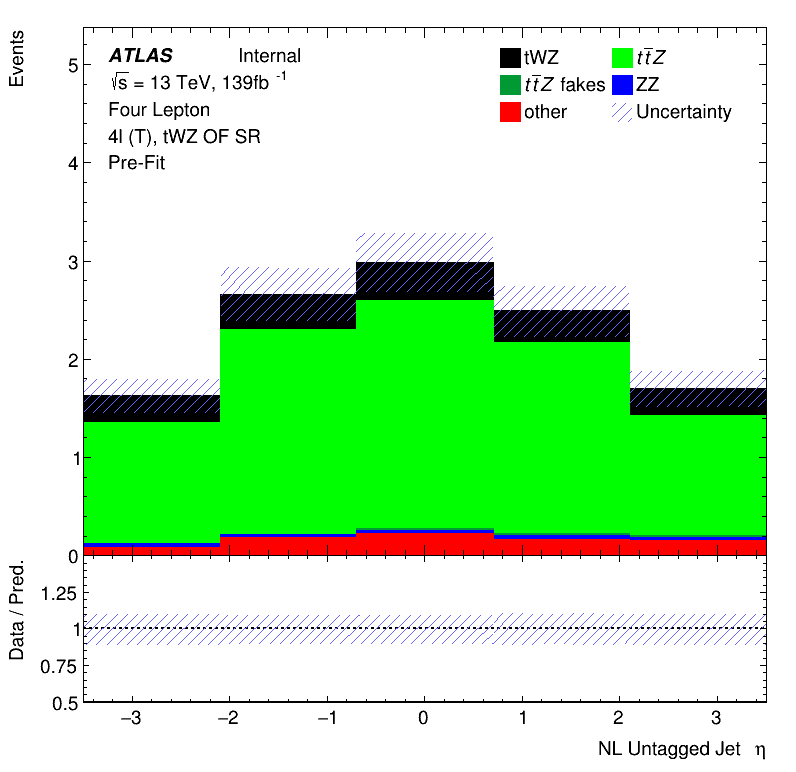 Events
ATLAS Internal
√s = 13 TeV, 139fb -1
Four Lepton
4l (T), tWZ OF SR
Pre-Fit
tWZ tt̄Z
tt̄Z fakes ZZ
other Uncertainty
5
4
3
2
1
0
Data / Pred.
1.25
1
0.75
0.5
−3 −2 −1 0 1 2 3
NL Untagged Jet η